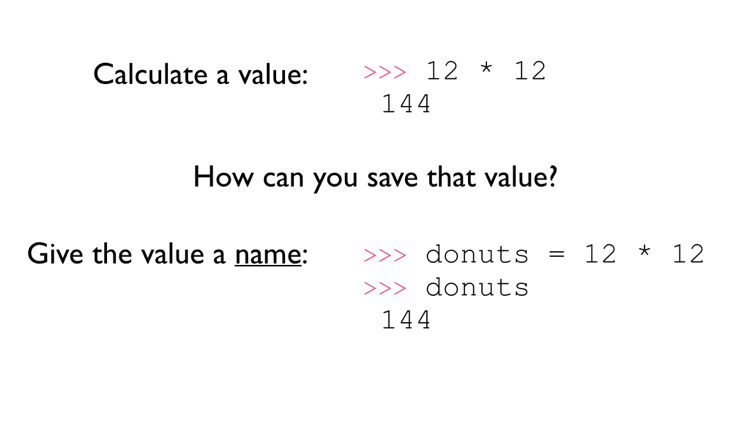 Calculate a value: >>> 12 * 12
144
How can you save that value?
Give the value a name: >>> donuts = 12 * 12
>>> donuts
144